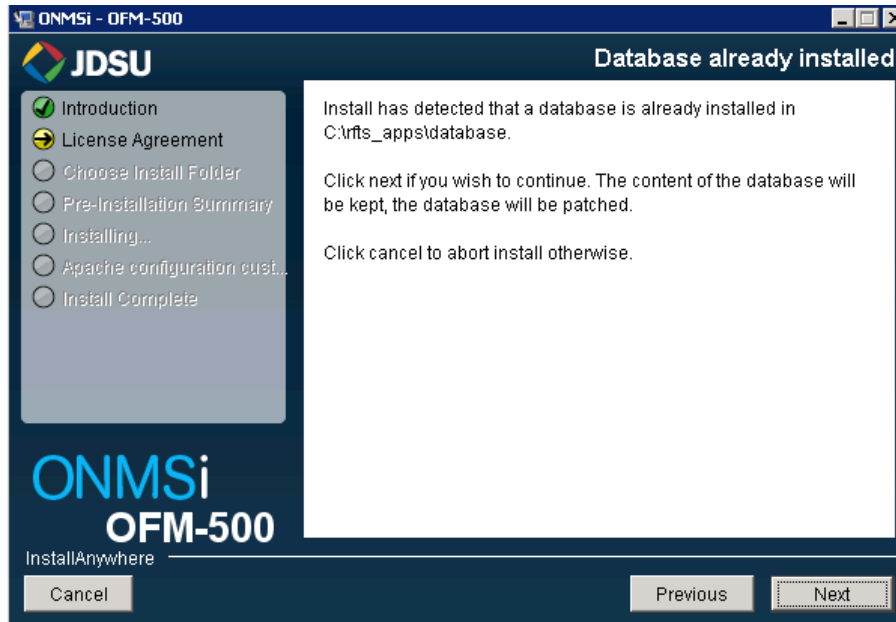 ONMSi - OFM-500
JDSU
Database already installed
Introduction
License Agreement
Choose Install Folder
Pre-Installation Summary
Installing...
Apache configuration cust...
Install Complete
Install has detected that a database is already installed in
C:\rfts_apps\database.
Click next if you wish to continue. The content of the database will
be kept, the database will be patched.
Click cancel to abort install otherwise.
ONMSi
OFM-500
InstallAnywhere
Cancel
Previous
Next